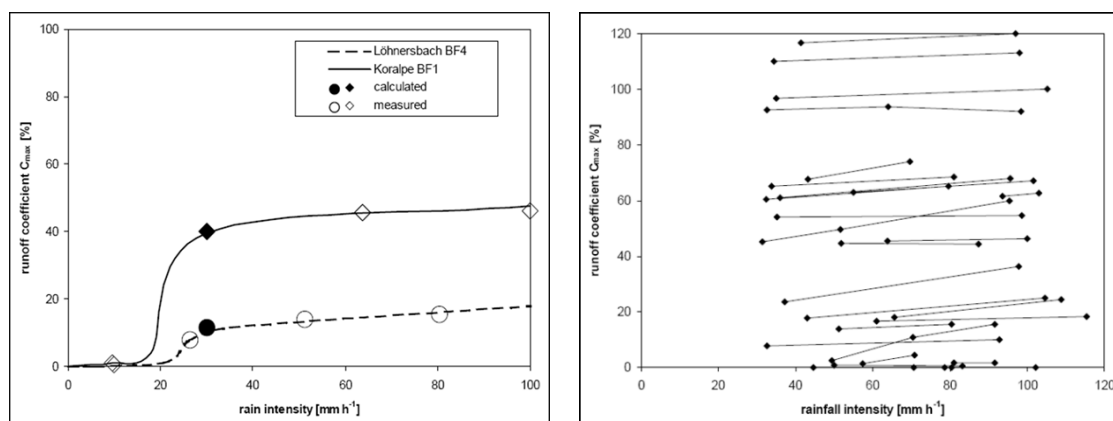 100
80
60
40
20
0
runoff coefficient Cmax [%]
Löhnersbach BF4
Koralpe BF1
calculated
measured
0 20 40 60 80 100
rain intensity [mm h-1]
120
100
80
60
40
20
0
runoff coefficient Cmax [%]
0 20 40 60 80 100 120
rainfall intensity [mm h-1]